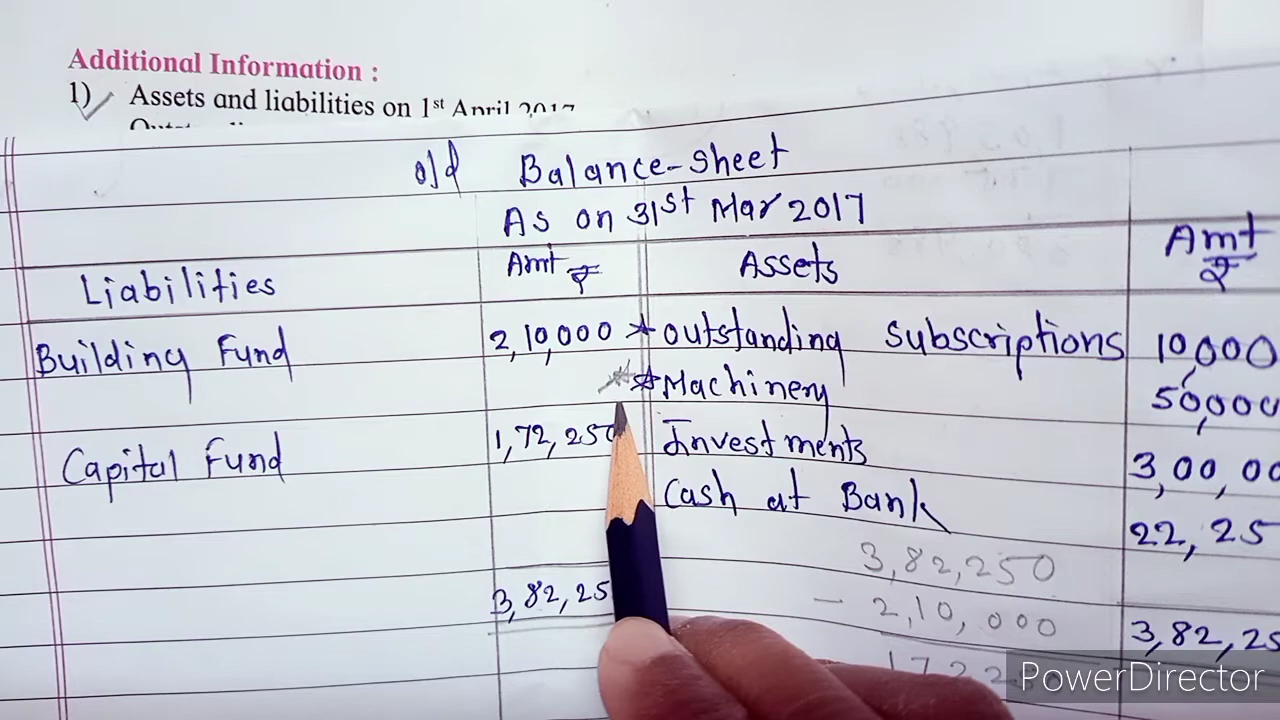 Additional Information :
1) Assets and liabilities on 1st April 2017
old Balance-Sheet
As on 31st Mar 2017
Liabilities Amt ₹ Assets Amt ₹
Building Fund 2,10,000 * Outstanding Subscriptions 10,000
* Machinery 50,000
Capital Fund 1,72,250 Investments 3,00,00
Cash at Bank 22,25
3,82,250
3,82,25 - 2,10,000 3,82,25
1,72,250
PowerDirector